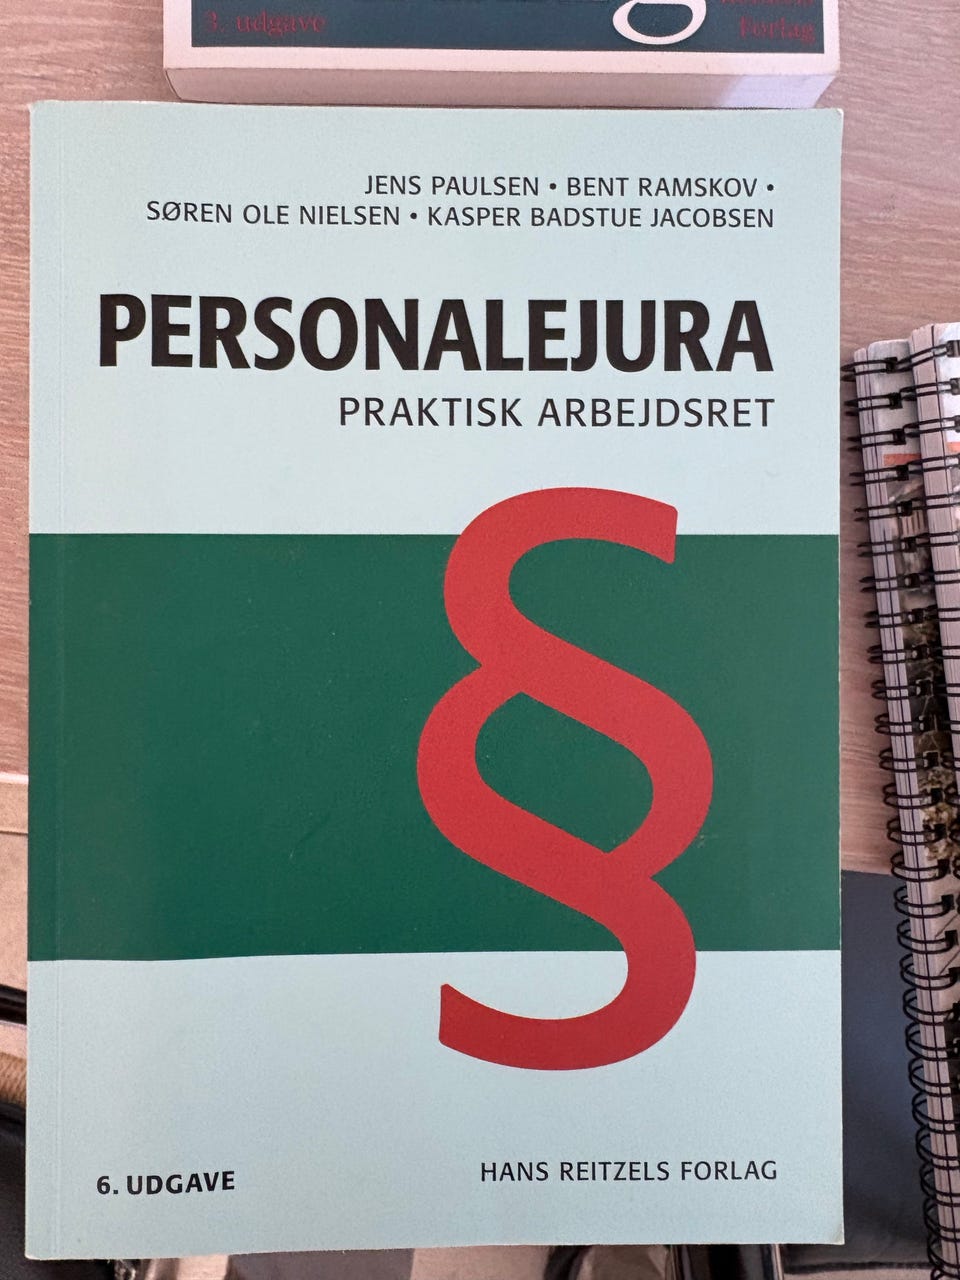 3. udgave
Forlag
JENS PAULSEN • BENT RAMSKOV •
SØREN OLE NIELSEN • KASPER BADSTUE JACOBSEN
PERSONALEJURA
PRAKTISK ARBEJDSRET
§
6. UDGAVE
HANS REITZELS FORLAG